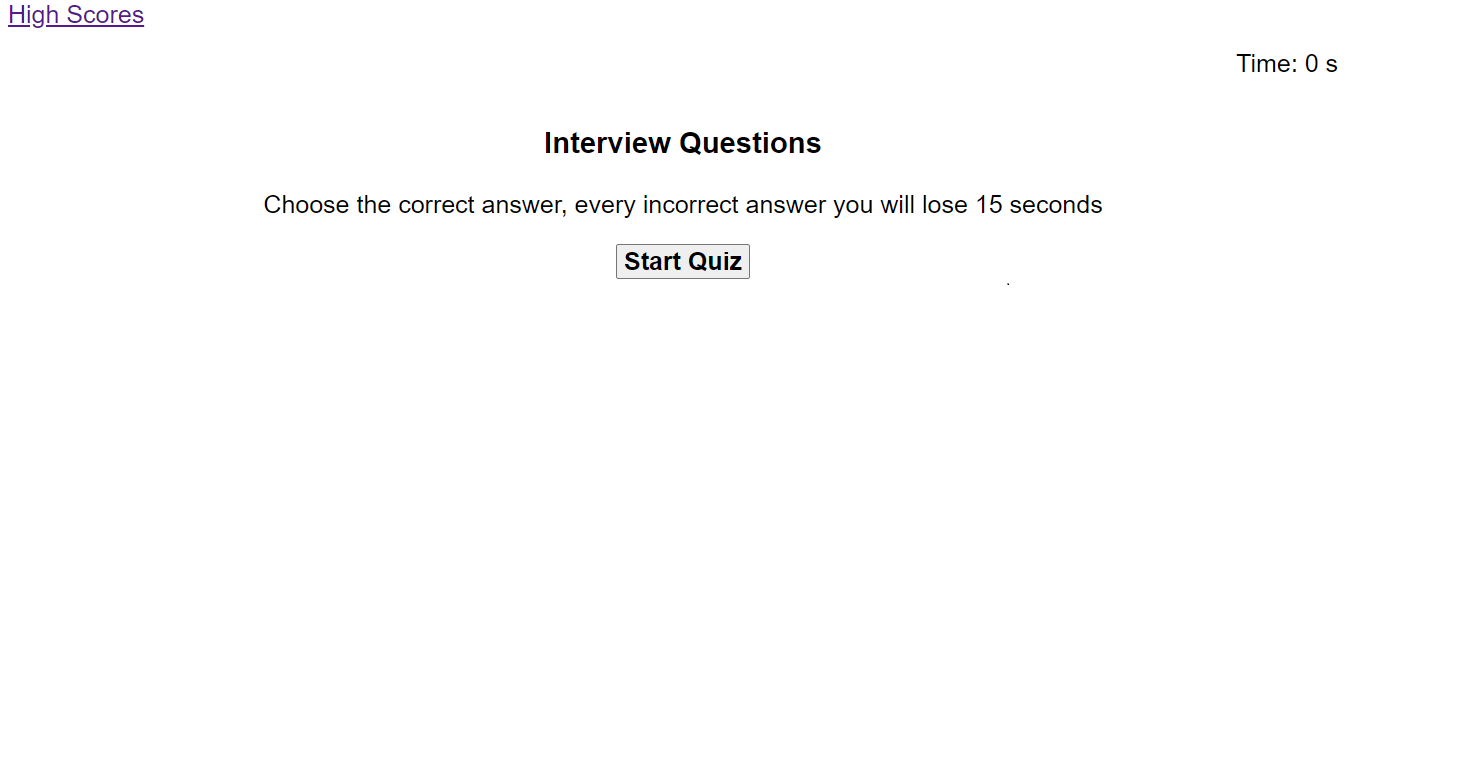 High Scores
Time: 0 s
Interview Questions
Choose the correct answer, every incorrect answer you will lose 15 seconds
Start Quiz
.